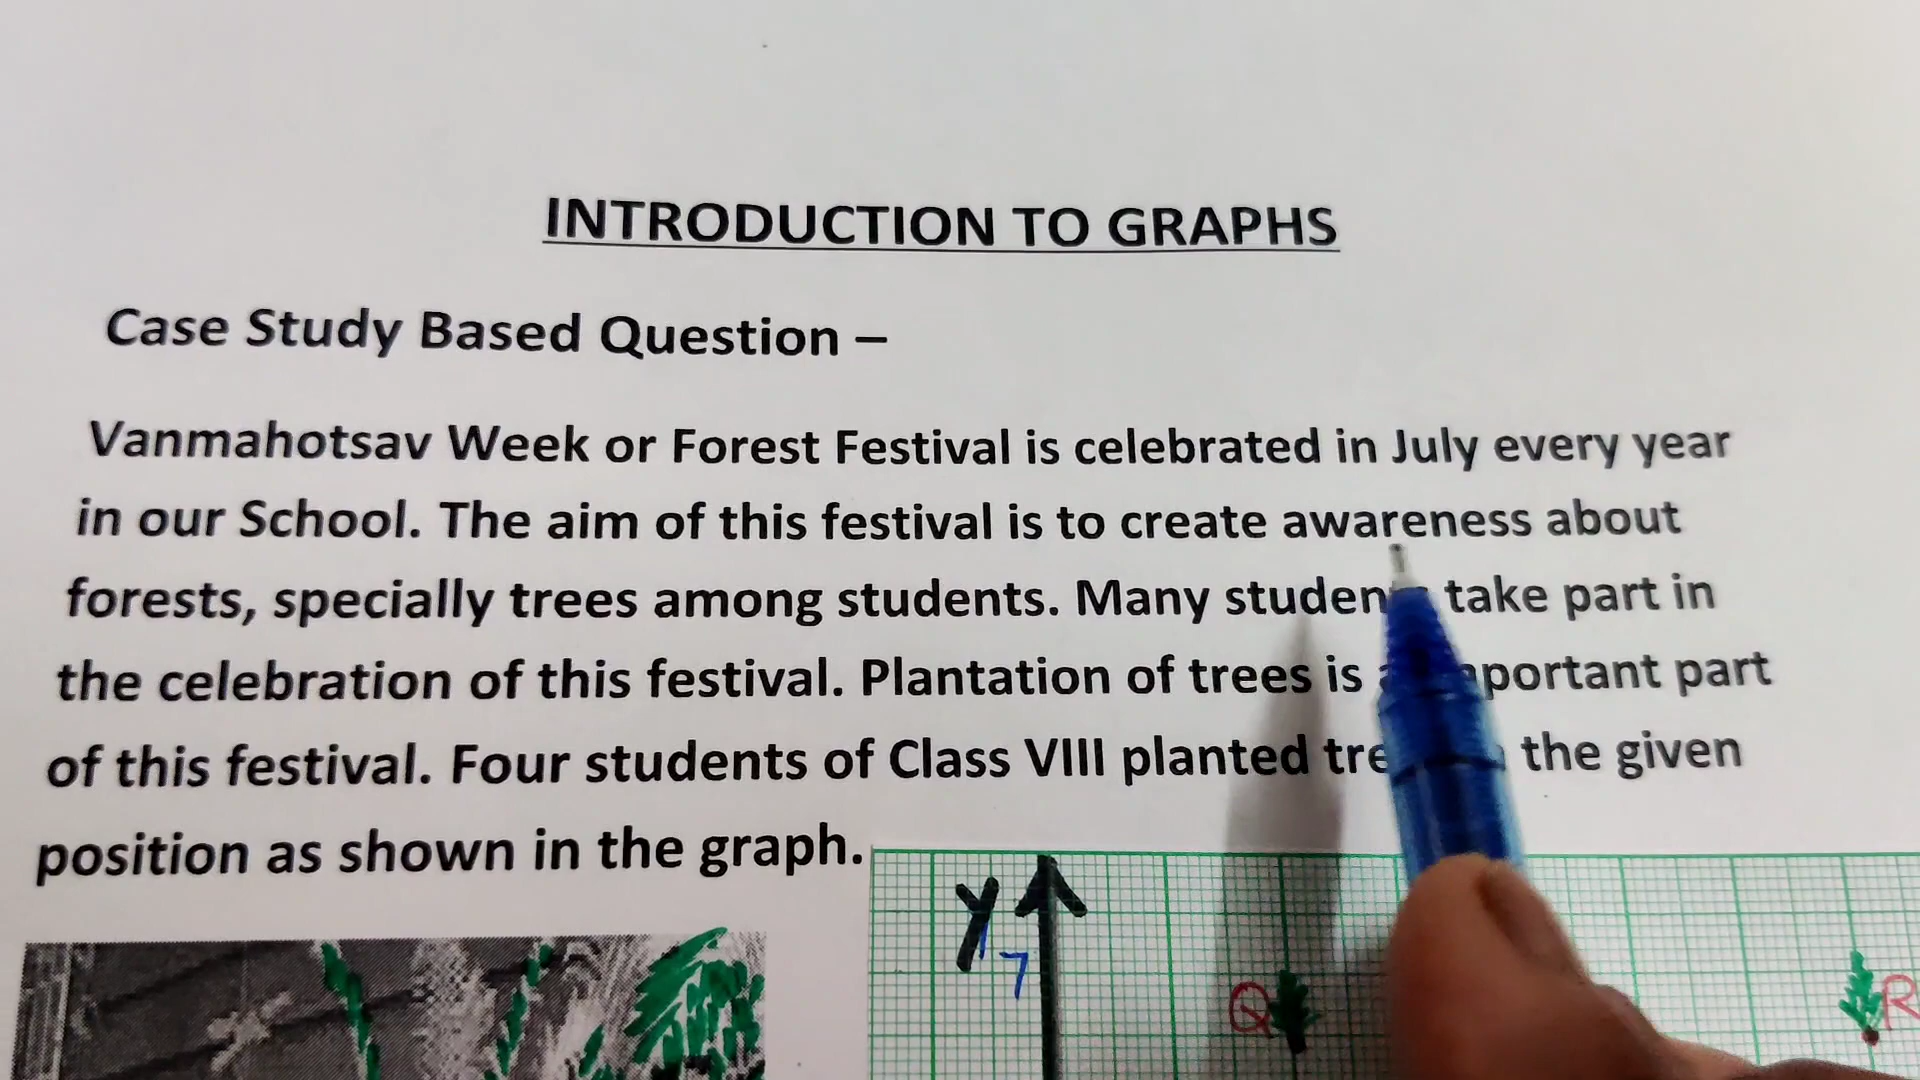 INTRODUCTION TO GRAPHS
Case Study Based Question –
Vanmahotsav Week or Forest Festival is celebrated in July every year
in our School. The aim of this festival is to create awareness about
forests, specially trees among students. Many students take part in
the celebration of this festival. Plantation of trees is important part
of this festival. Four students of Class VIII planted the given
position as shown in the graph.
Y
7
Q
R